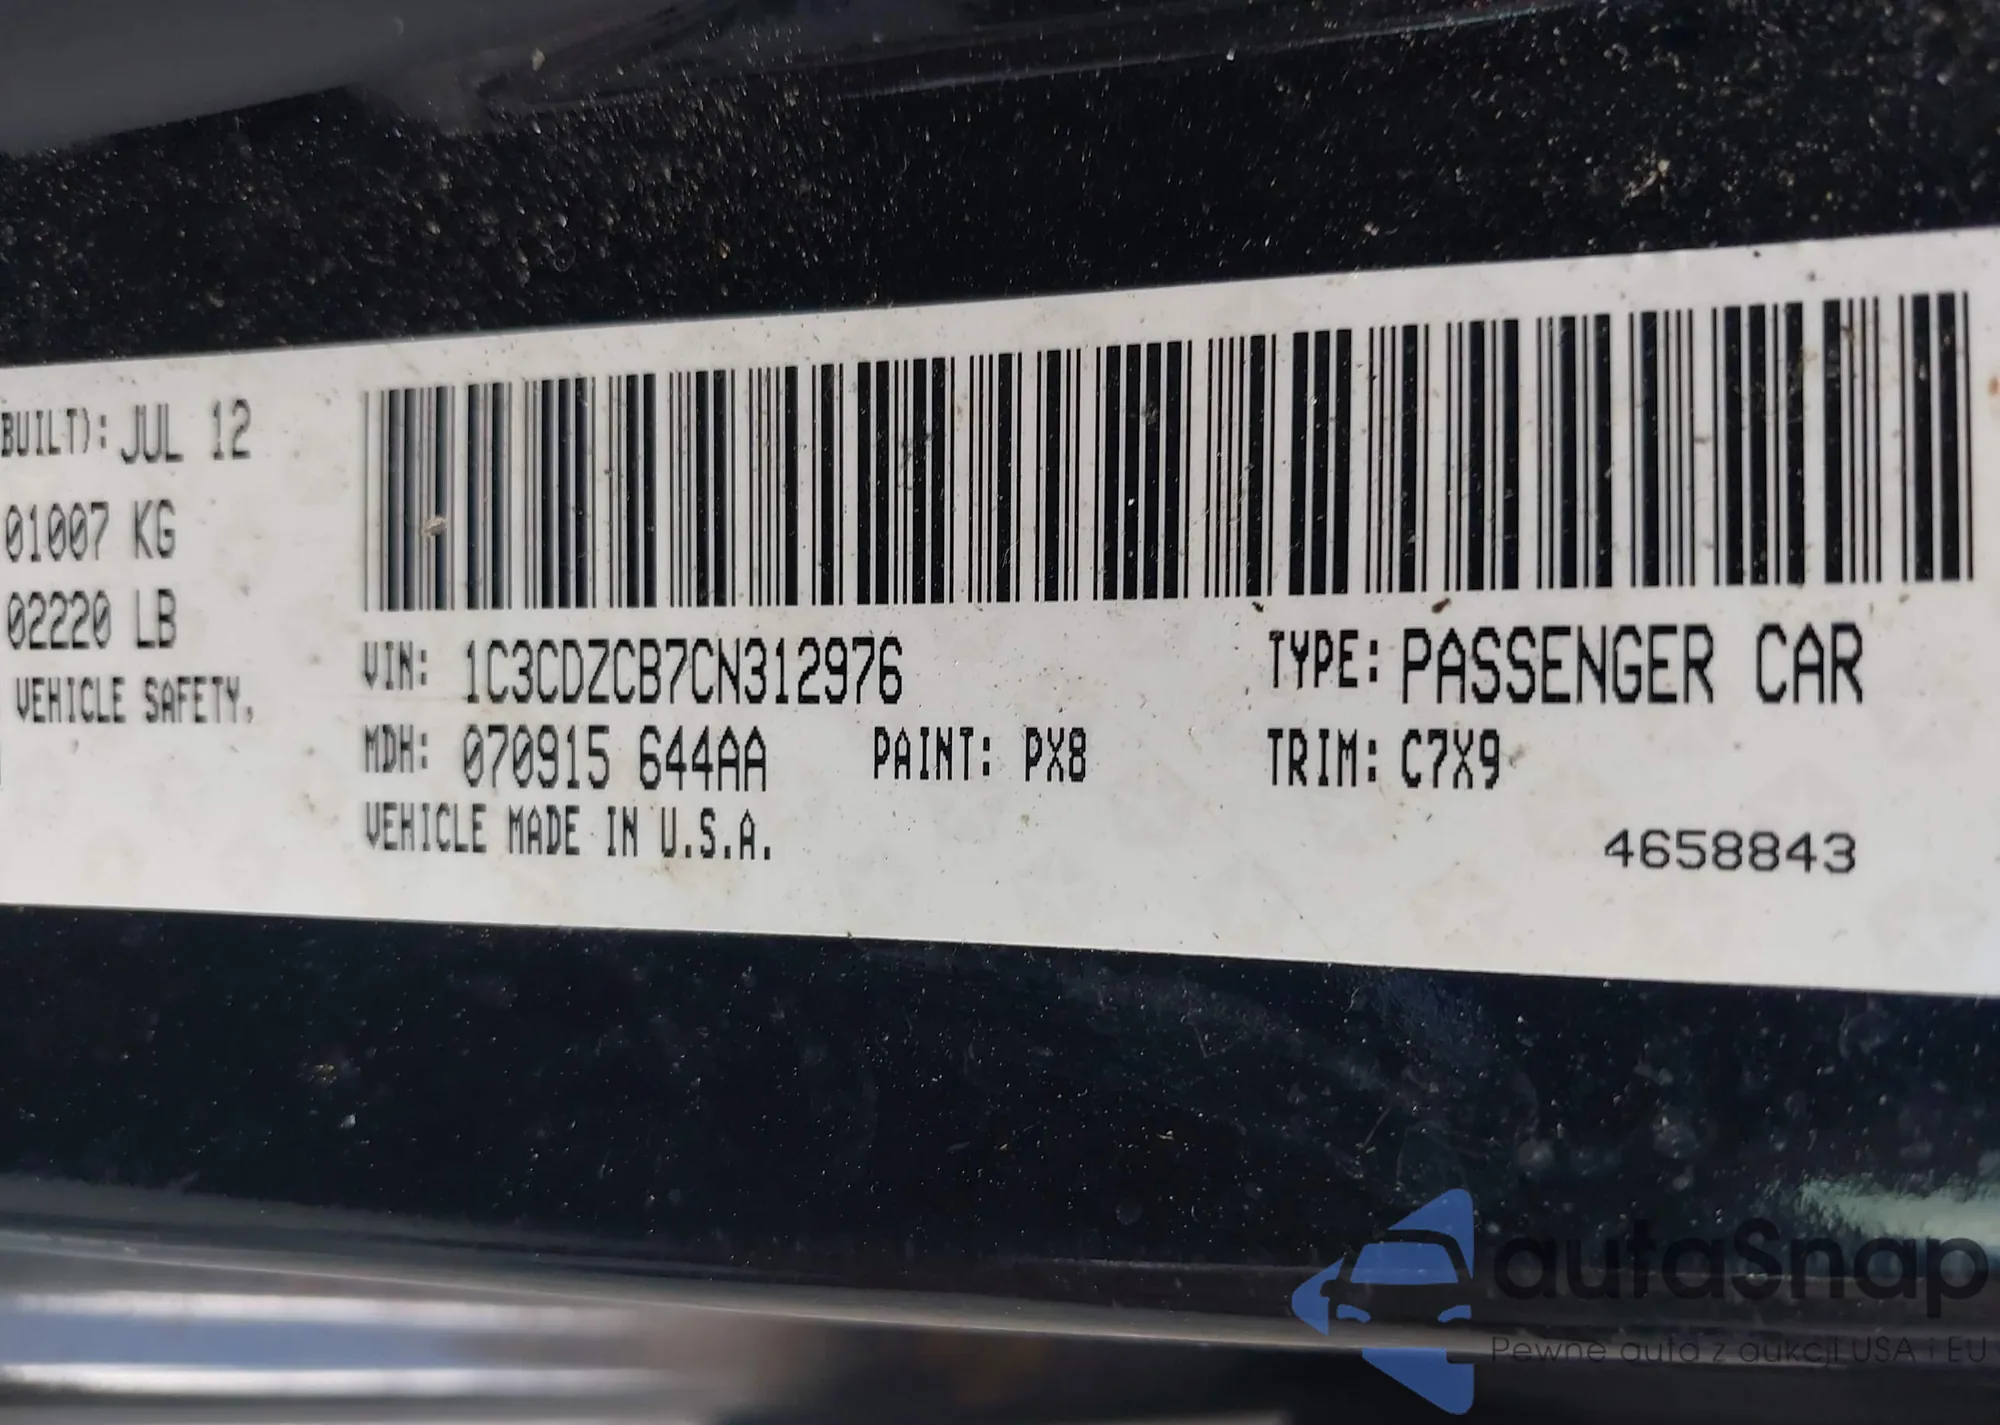 BUILT): JUL 12
01007 KG
02220 LB
VEHICLE SAFETY,
VIN: 1C3CDZCB7CN312976
TYPE: PASSENGER CAR
MDH: 070915 644AA
PAINT: PX8
TRIM: C7X9
VEHICLE MADE IN U.S.A.
4658843
autaSnap
Pewne auta z aukcji USA i EU